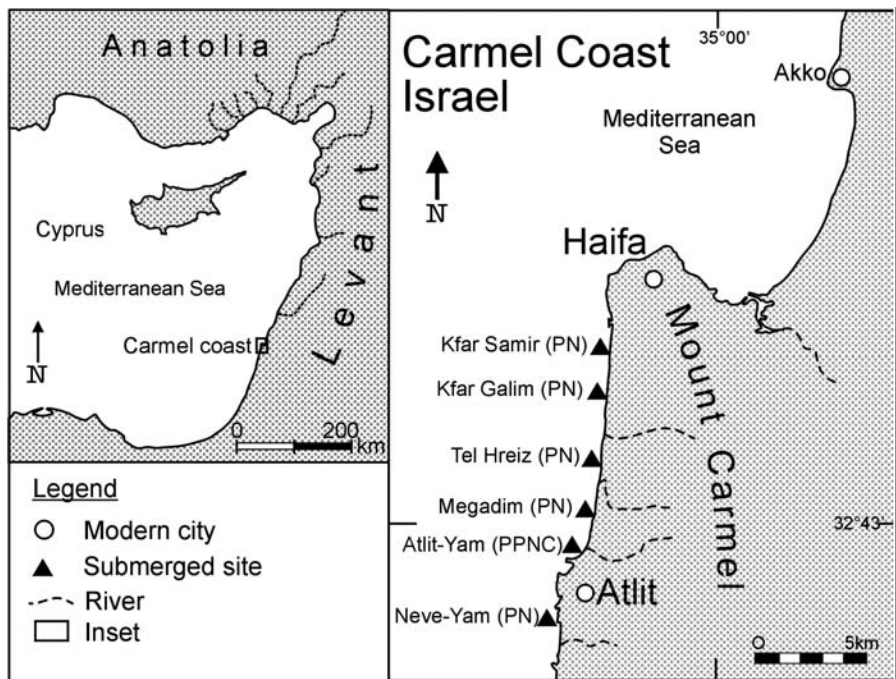 Anatolia
Levant
Cyprus
Mediterranean Sea
Carmel coast
N
0 200
km
Legend
Modern city
Submerged site
River
Inset
Carmel Coast
Israel
35°00'
Akko
Mediterranean
Sea
N
Haifa
Mount Carmel
Kfar Samir (PN)
Kfar Galim (PN)
Tel Hreiz (PN)
Megadim (PN)
32°43
Atlit-Yam (PPNC)
Atlit
Neve-Yam (PN)
0 5km